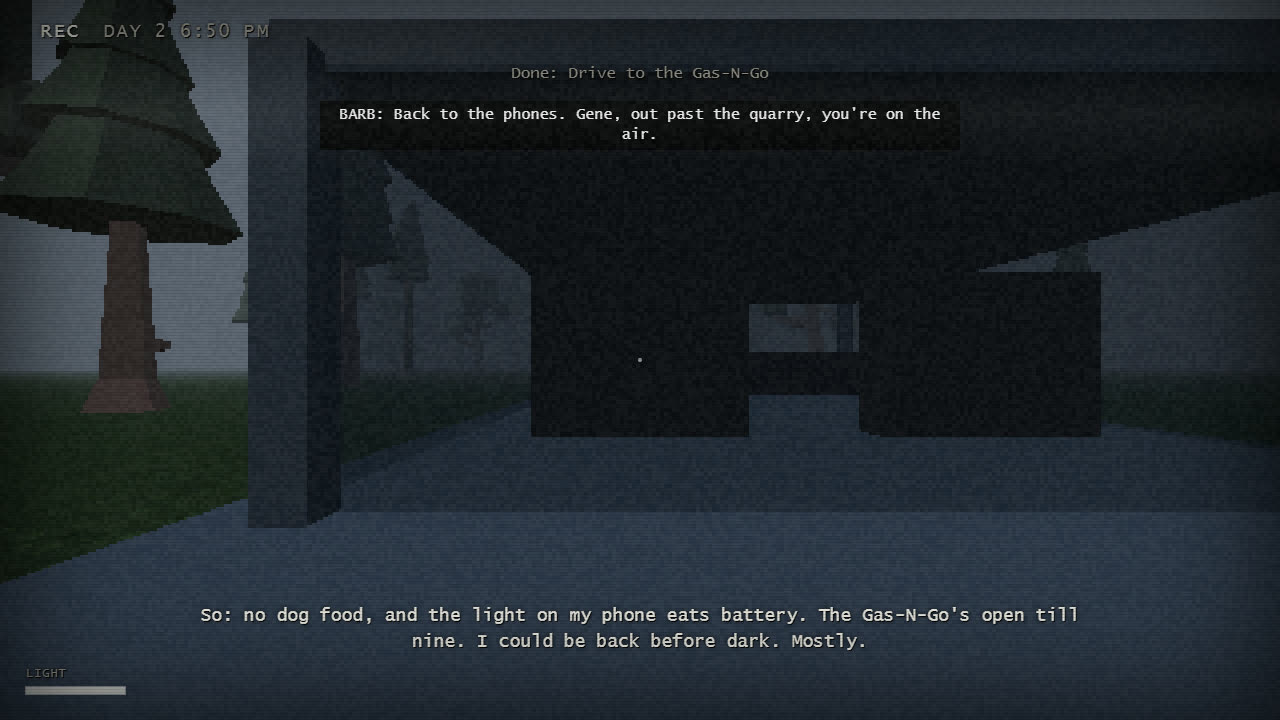 REC DAY 2 6:50 PM
Done: Drive to the Gas-N-Go
BARB: Back to the phones. Gene, out past the quarry, you're on the
air.
So: no dog food, and the light on my phone eats battery. The Gas-N-Go's open till
nine. I could be back before dark. Mostly.
LIGHT